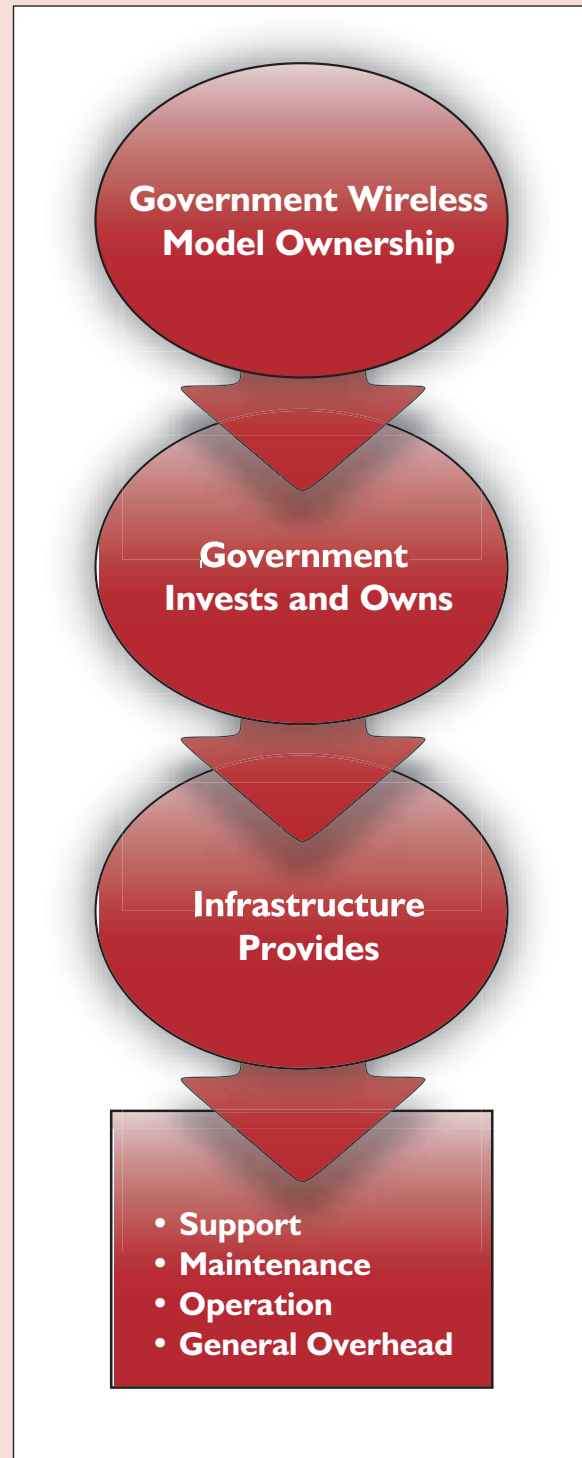 Government Wireless
Model Ownership
Government
Invests and Owns
Infrastructure
Provides
• Support
• Maintenance
• Operation
• General Overhead